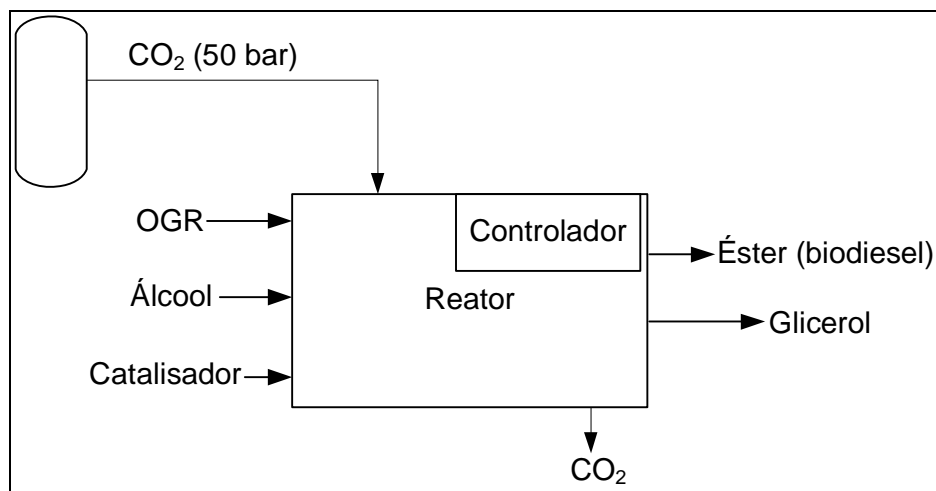 CO₂ (50 bar)
OGR
Controlador
Éster (biodiesel)
Álcool
Reator
Glicerol
Catalisador
CO₂